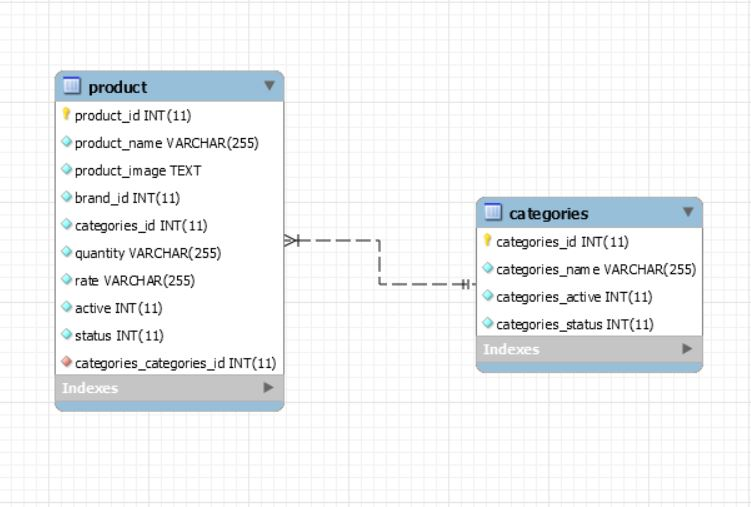 product
product_id INT(11)
product_name VARCHAR(255)
product_image TEXT
brand_id INT(11)
categories_id INT(11)
quantity VARCHAR(255)
rate VARCHAR(255)
active INT(11)
status INT(11)
categories_categories_id INT(11)
Indexes
categories
categories_id INT(11)
categories_name VARCHAR(255)
categories_active INT(11)
categories_status INT(11)
Indexes